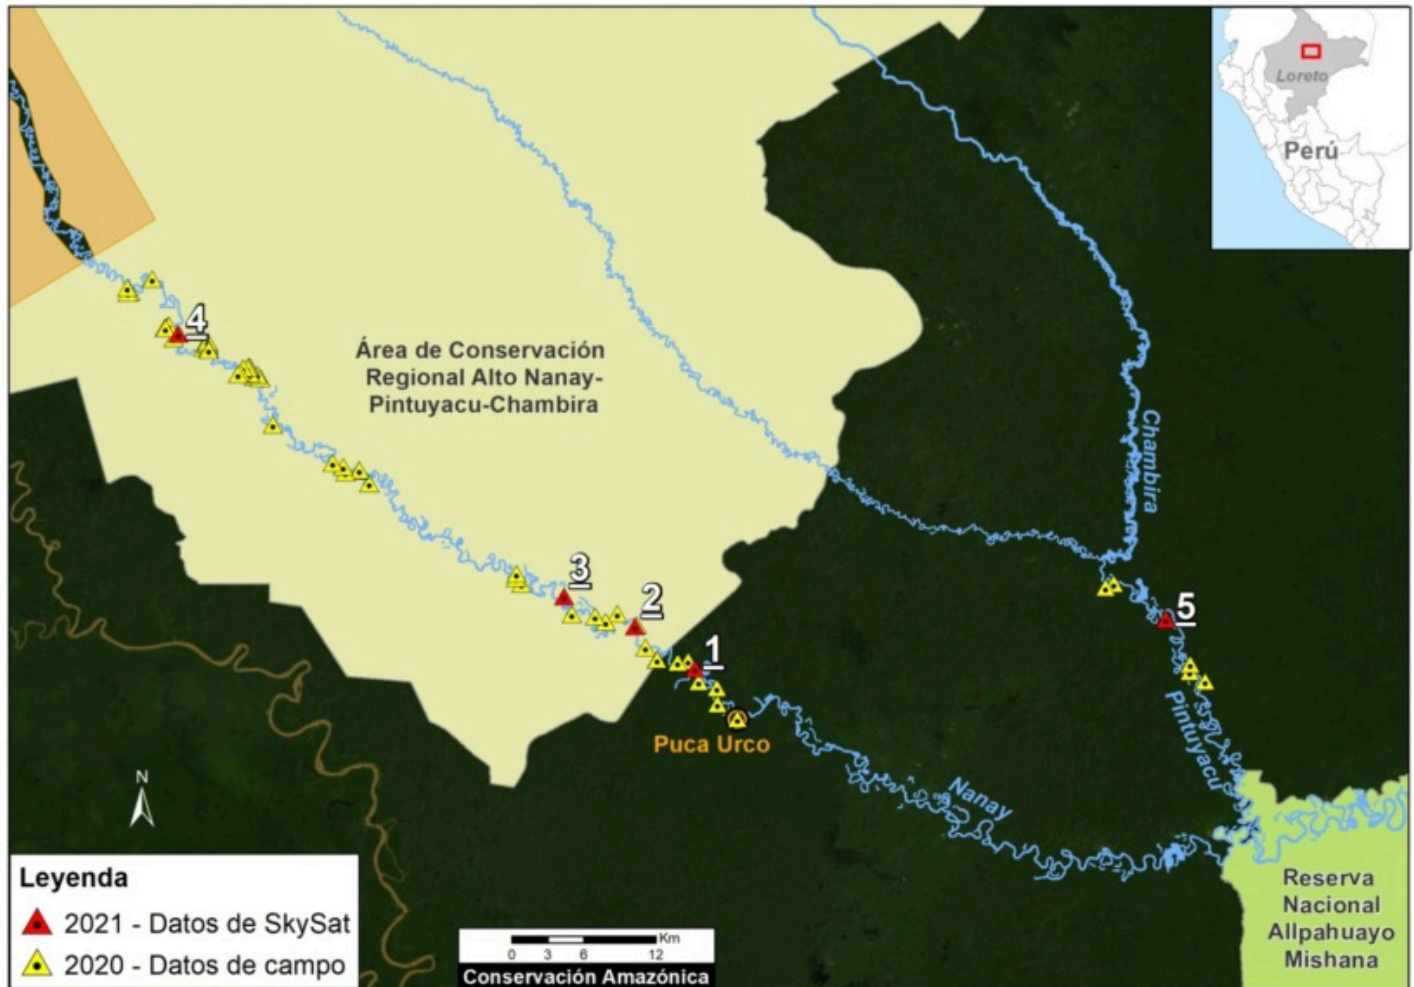 Loreto
Perú
4
Área de Conservación
Regional Alto Nanay-
Pintuyacu-Chambira
Chambira
3
2
5
1
Puca Urco
Pintuyacu
Nanay
N
Leyenda
2021 - Datos de SkySat
2020 - Datos de campo
Km
0 3 6 12
Conservación Amazónica
Reserva
Nacional
Allpahuayo
Mishana